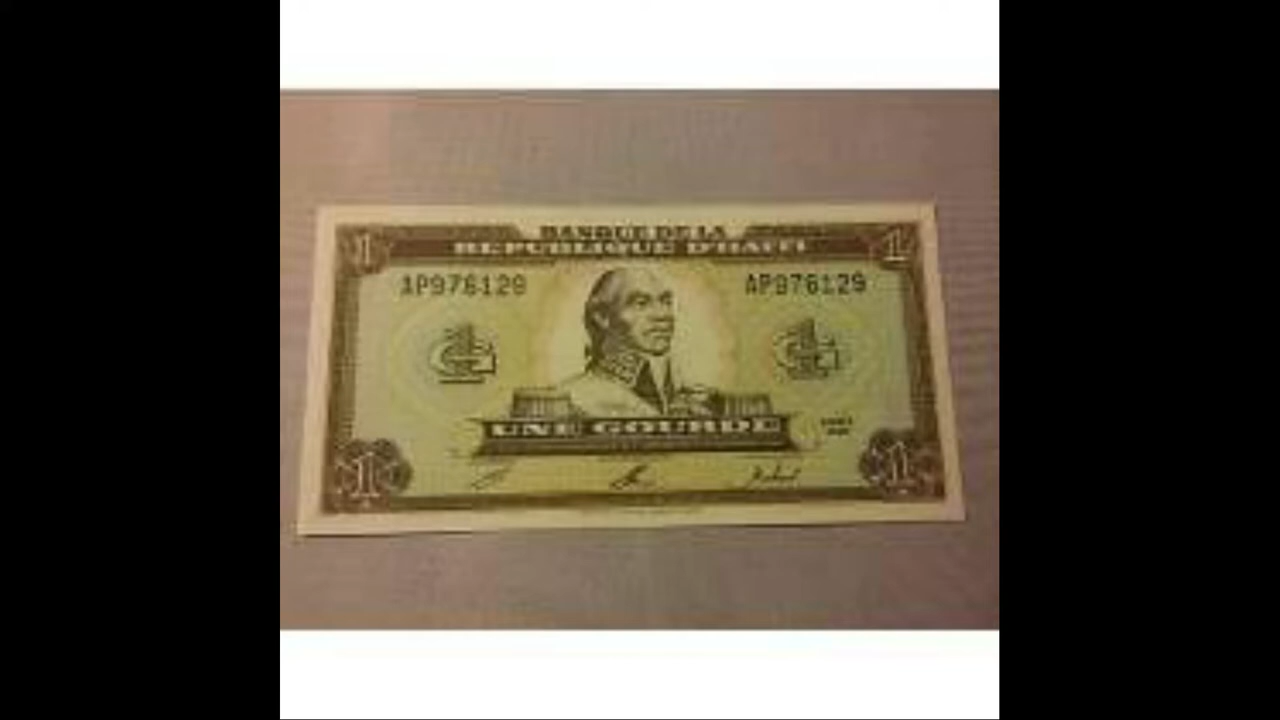 BANQUE DE LA
REPUBLIQUE D'HAITI
1 1
AP976129 AP976129
UNE GOURDE
1 1